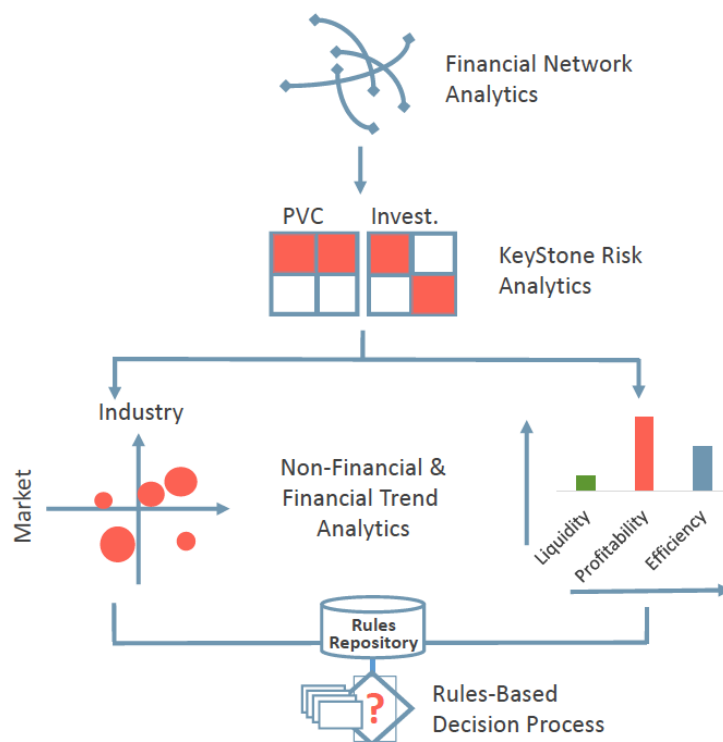 Financial Network
Analytics
PVC
Invest.
KeyStone Risk
Analytics
Industry
Market
Non-Financial &
Financial Trend
Analytics
Liquidity
Profitability
Efficiency
Rules
Repository
?
Rules-Based
Decision Process